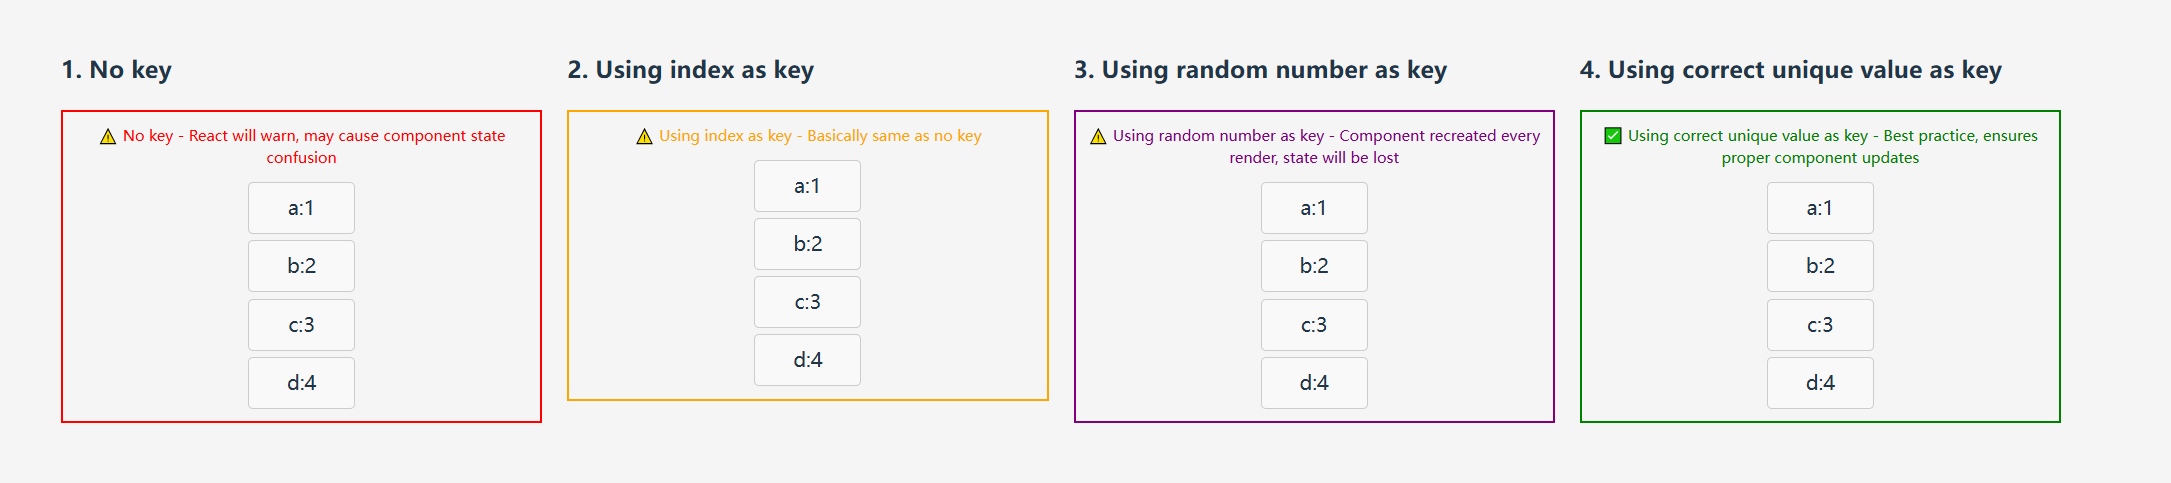 1. No key
⚠ No key - React will warn, may cause component state
confusion
a:1
b:2
c:3
d:4
2. Using index as key
⚠ Using index as key - Basically same as no key
a:1
b:2
c:3
d:4
3. Using random number as key
⚠ Using random number as key - Component recreated every
render, state will be lost
a:1
b:2
c:3
d:4
4. Using correct unique value as key
✅ Using correct unique value as key - Best practice, ensures
proper component updates
a:1
b:2
c:3
d:4